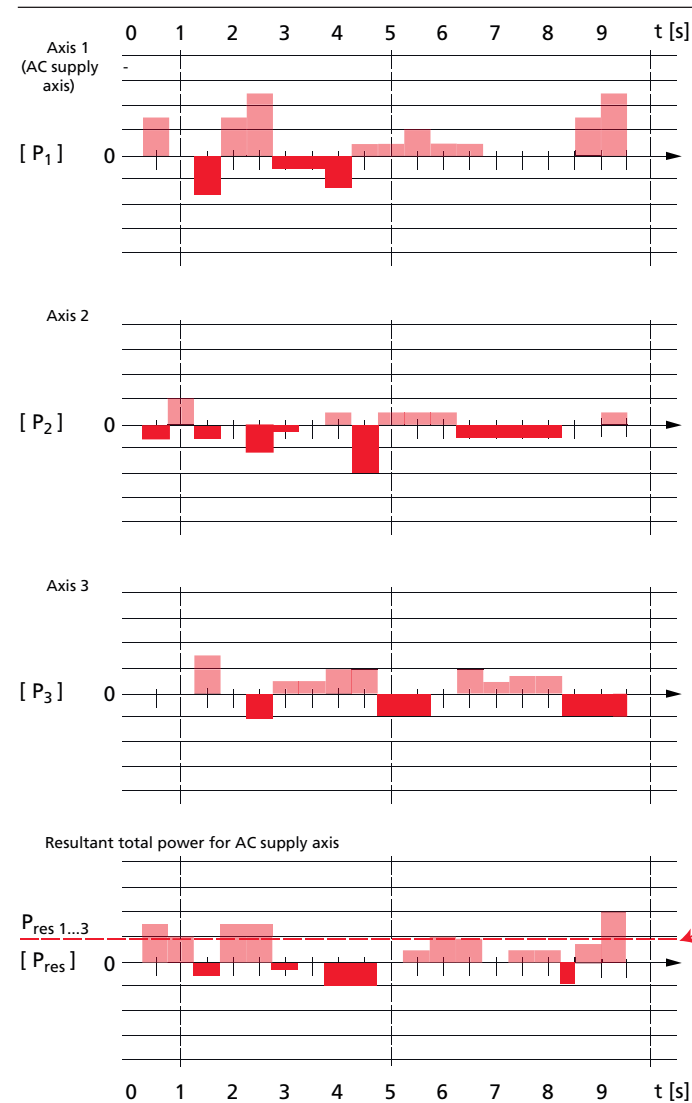 0 1 2 3 4 5 6 7 8 9 t [s]
Axis 1
(AC supply
axis)
-
[ P1 ] 0
Axis 2
[ P2 ] 0
Axis 3
[ P3 ] 0
Resultant total power for AC supply axis
Pres 1...3
[ Pres ] 0
0 1 2 3 4 5 6 7 8 9 t [s]